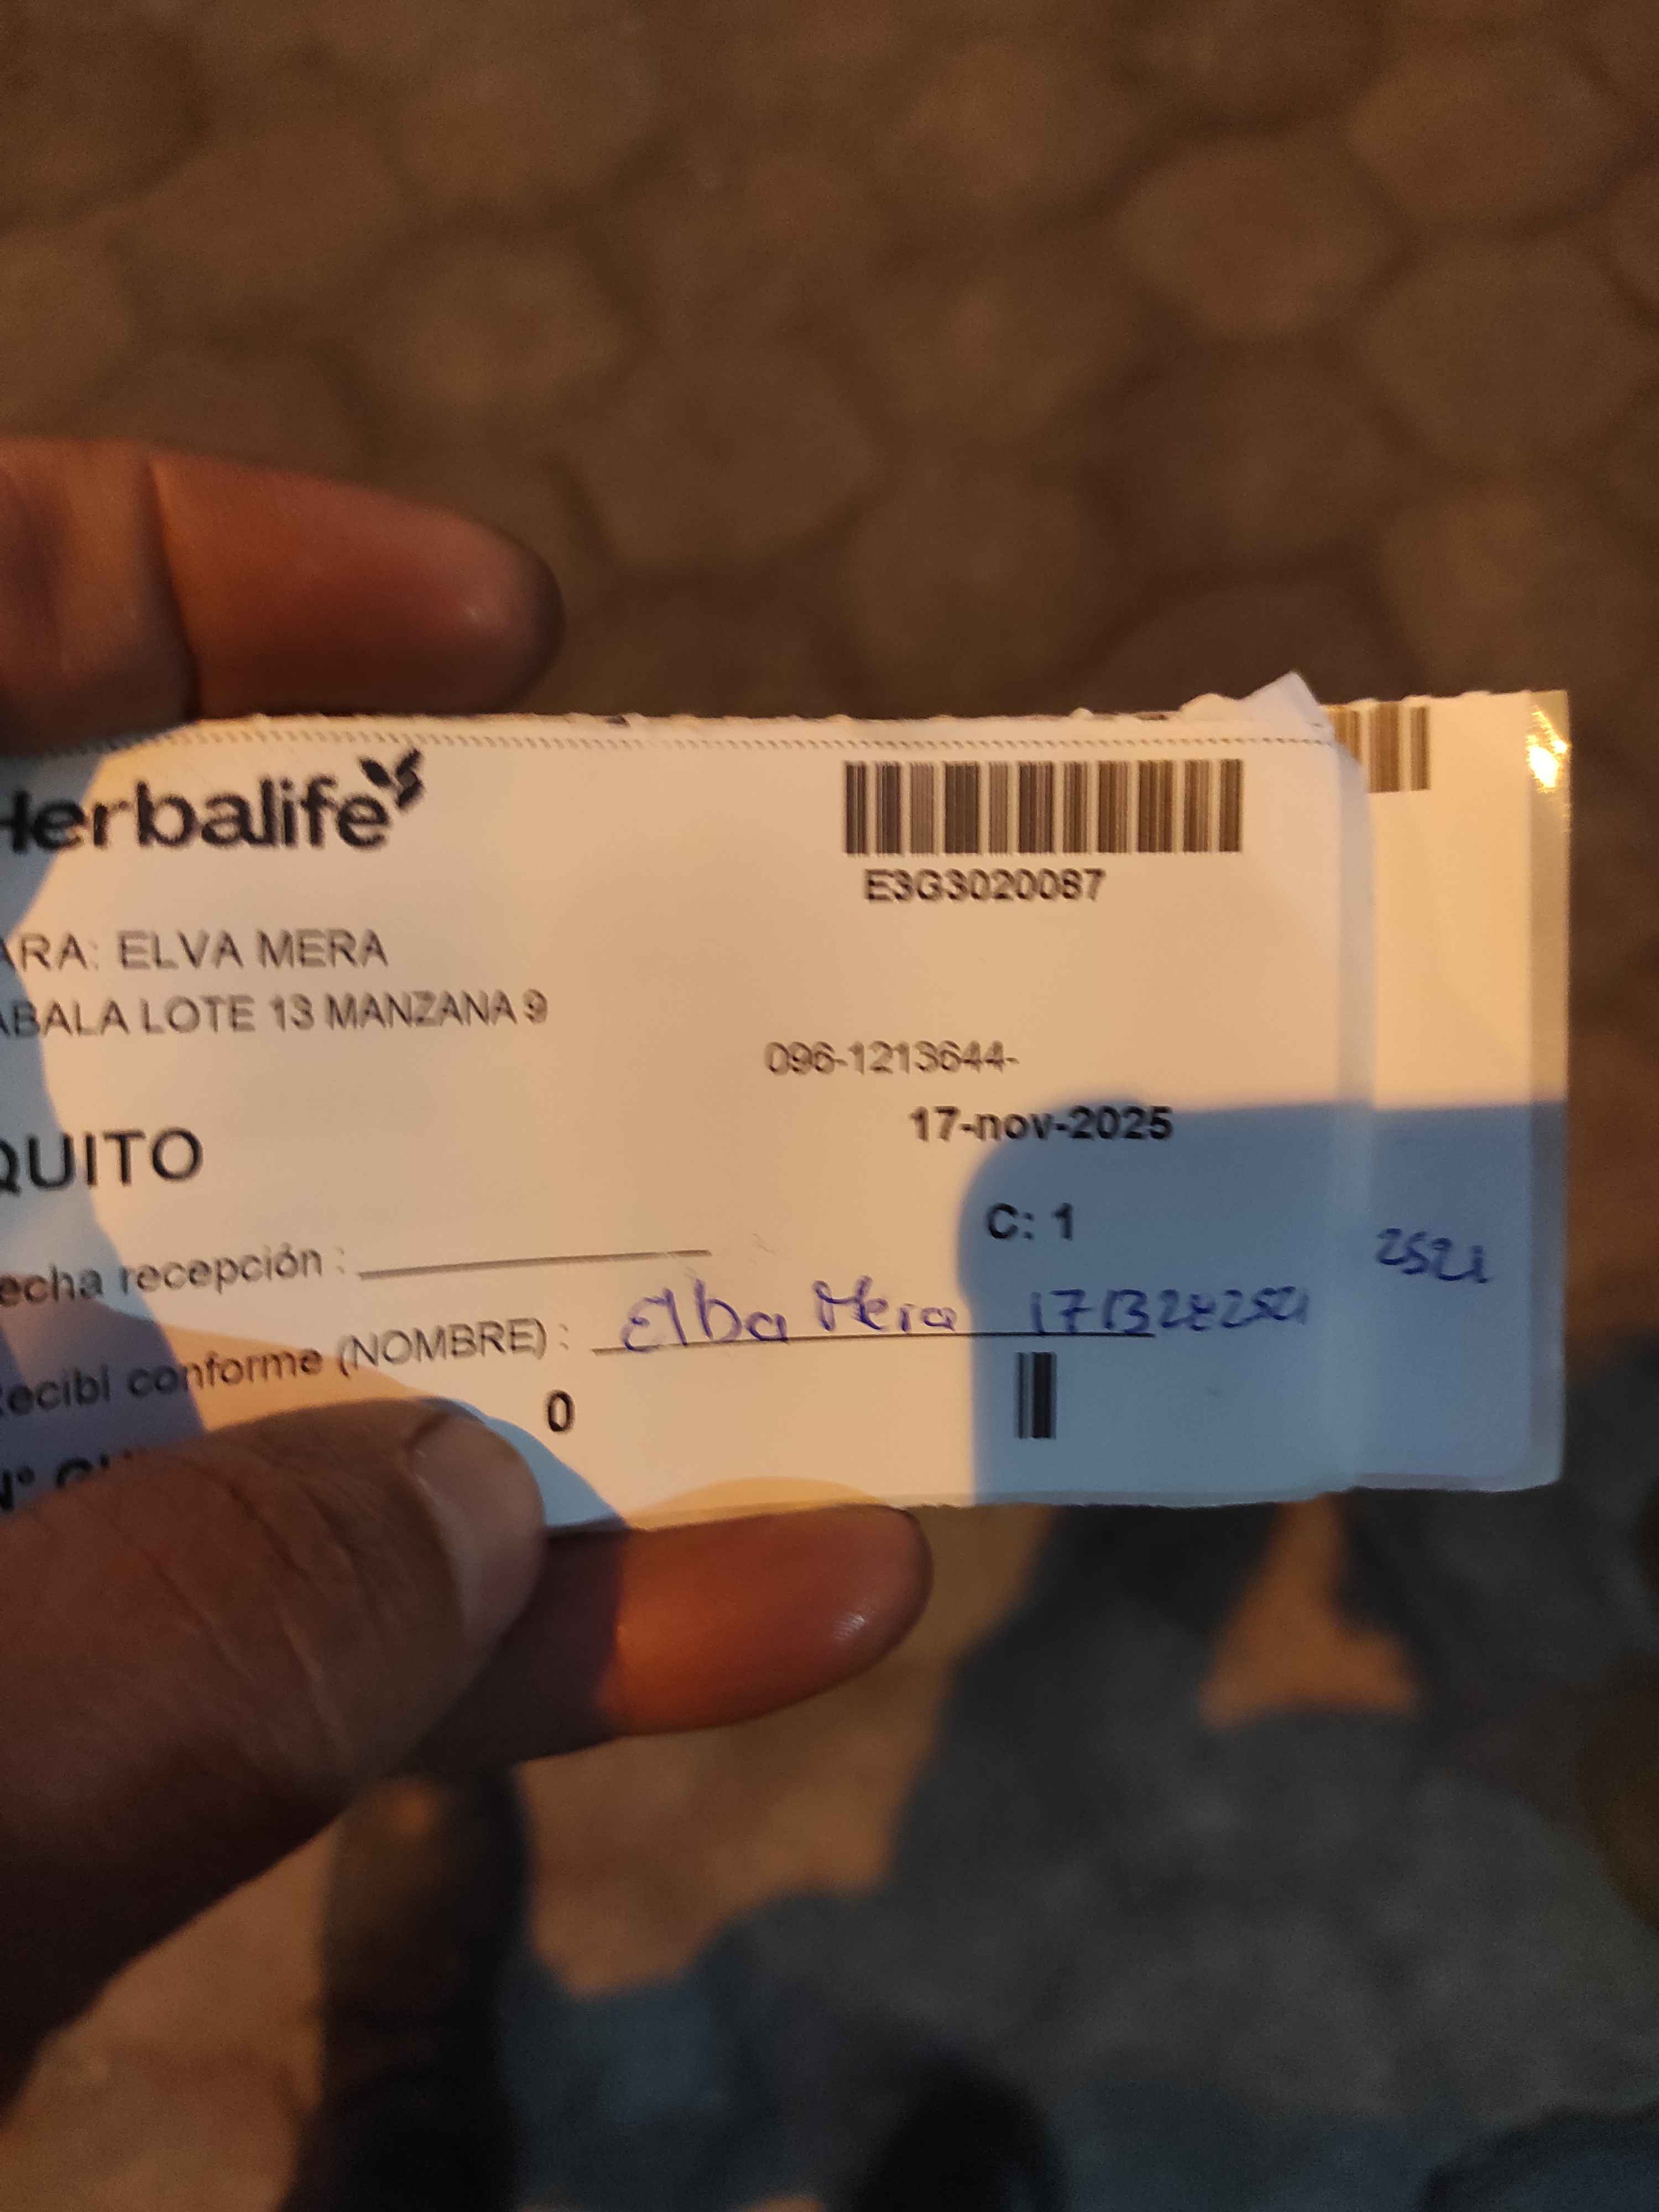 Herbalife
E3G3020087
ARA: ELVA MERA
ABALA LOTE 13 MANZANA 9
096-1213644-
17-nov-2025
QUITO
C: 1
echa recepción :
2521
Recibí conforme (NOMBRE) : Elba Mera
0
N°